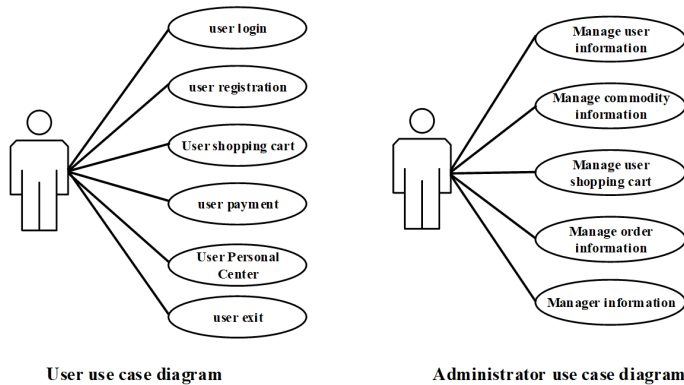 user login
user registration
User shopping cart
user payment
User Personal
Center
user exit
User use case diagram
Manage user
information
Manage commodity
information
Manage user
shopping cart
Manage order
information
Manager information
Administrator use case diagram